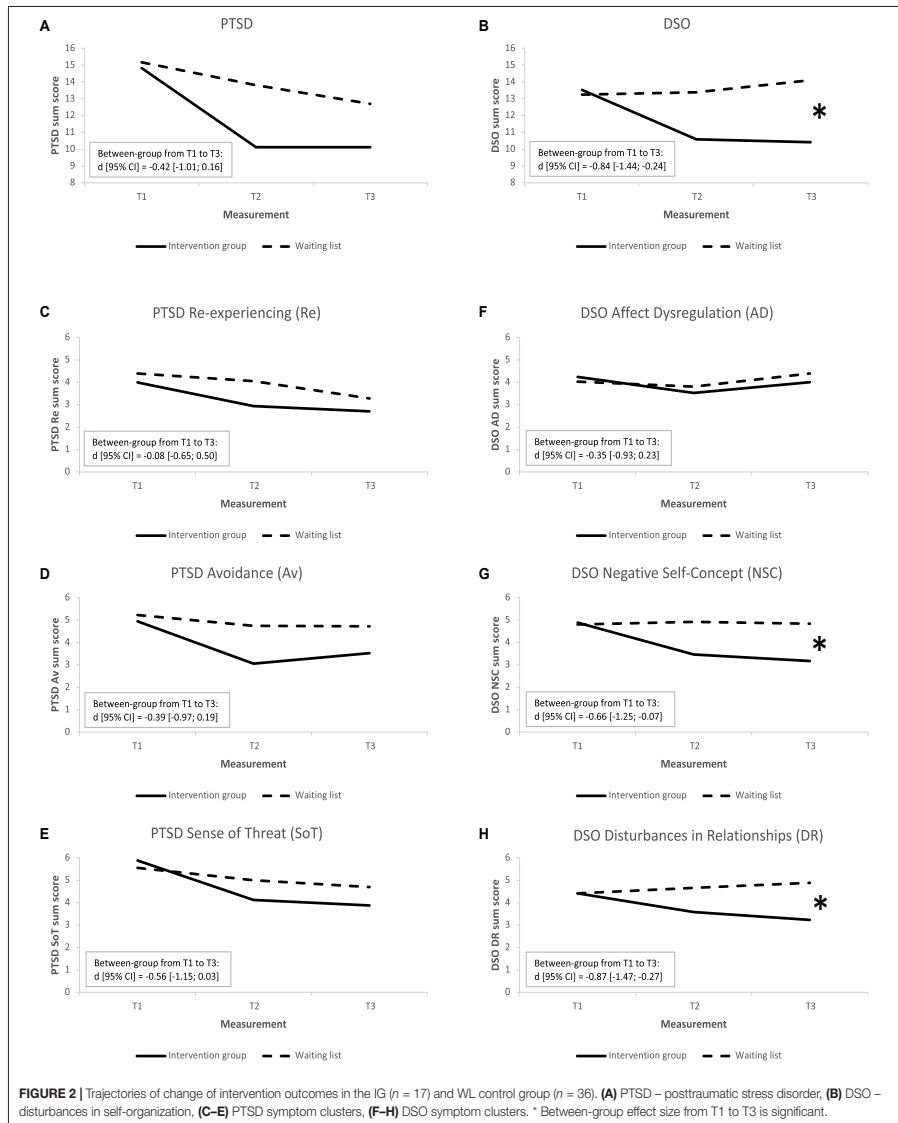 A
PTSD
16
15
14
13
12
11
10
9
8
PTSD sum score
Between-group from T1 to T3:
d [95% CI] = -0.42 [-1.01; 0.16]
T1
T2
T3
Measurement
Intervention group
Waiting list
B
DSO
16
15
14
13
12
11
10
9
8
DSO sum score
*
Between-group from T1 to T3:
d [95% CI] = -0.84 [-1.44; -0.24]
T1
T2
T3
Measurement
Intervention group
Waiting list
C
PTSD Re-experiencing (Re)
6
5
4
3
2
1
0
PTSD Re sum score
Between-group from T1 to T3:
d [95% CI] = -0.08 [-0.65; 0.50]
T1
T2
T3
Measurement
Intervention group
Waiting list
F
DSO Affect Dysregulation (AD)
6
5
4
3
2
1
0
DSO AD sum score
Between-group from T1 to T3:
d [95% CI] = -0.35 [-0.93; 0.23]
T1
T2
T3
Measurement
Intervention group
Waiting list
D
PTSD Avoidance (Av)
6
5
4
3
2
1
0
PTSD Av sum score
Between-group from T1 to T3:
d [95% CI] = -0.39 [-0.97; 0.19]
T1
T2
T3
Measurement
Intervention group
Waiting list
G
DSO Negative Self-Concept (NSC)
6
5
4
3
2
1
0
DSO NSC sum score
*
Between-group from T1 to T3:
d [95% CI] = -0.66 [-1.25; -0.07]
T1
T2
T3
Measurement
Intervention group
Waiting list
E
PTSD Sense of Threat (SoT)
6
5
4
3
2
1
0
PTSD SoT sum score
Between-group from T1 to T3:
d [95% CI] = -0.56 [-1.15; 0.03]
T1
T2
T3
Measurement
Intervention group
Waiting list
H
DSO Disturbances in Relationships (DR)
6
5
4
3
2
1
0
DSO DR sum score
*
Between-group from T1 to T3:
d [95% CI] = -0.87 [-1.47; -0.27]
T1
T2
T3
Measurement
Intervention group
Waiting list
FIGURE 2 | Trajectories of change of intervention outcomes in the IG (n = 17) and WL control group (n = 36). (A) PTSD – posttraumatic stress disorder, (B) DSO –
disturbances in self-organization, (C–E) PTSD symptom clusters, (F–H) DSO symptom clusters. * Between-group effect size from T1 to T3 is significant.